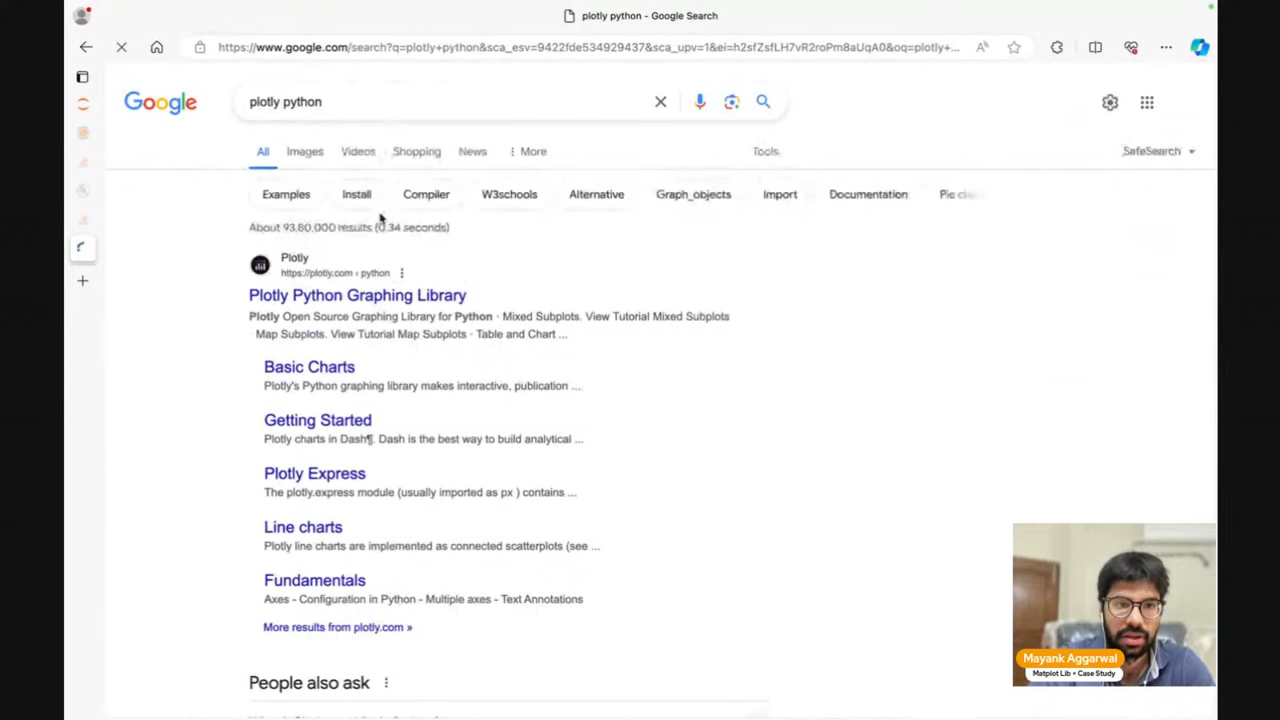 plotly python - Google Search
https://www.google.com/search?q=plotly+python&sca_esv=9422fde534929437&sca_upv=1&ei=h2sfZsfLH7vR2roPm8aUqA0&oq=plotly+...
Google
plotly python
All Images Videos Shopping News More Tools SafeSearch
Examples Install Compiler W3schools Alternative Graph_objects Import Documentation Pie
About 93,80,000 results (0.34 seconds)
Plotly
https://plotly.com › python
Plotly Python Graphing Library
Plotly Open Source Graphing Library for Python · Mixed Subplots. View Tutorial Mixed Subplots
· Map Subplots. View Tutorial Map Subplots · Table and Chart ...
Basic Charts
Plotly's Python graphing library makes interactive, publication ...
Getting Started
Plotly charts in Dash¶. Dash is the best way to build analytical ...
Plotly Express
The plotly.express module (usually imported as px ) contains ...
Line charts
Plotly line charts are implemented as connected scatterplots (see ...
Fundamentals
Axes - Configuration in Python - Multiple axes - Text Annotations
More results from plotly.com »
People also ask
Mayank Aggarwal
Matplot Lib + Case Study